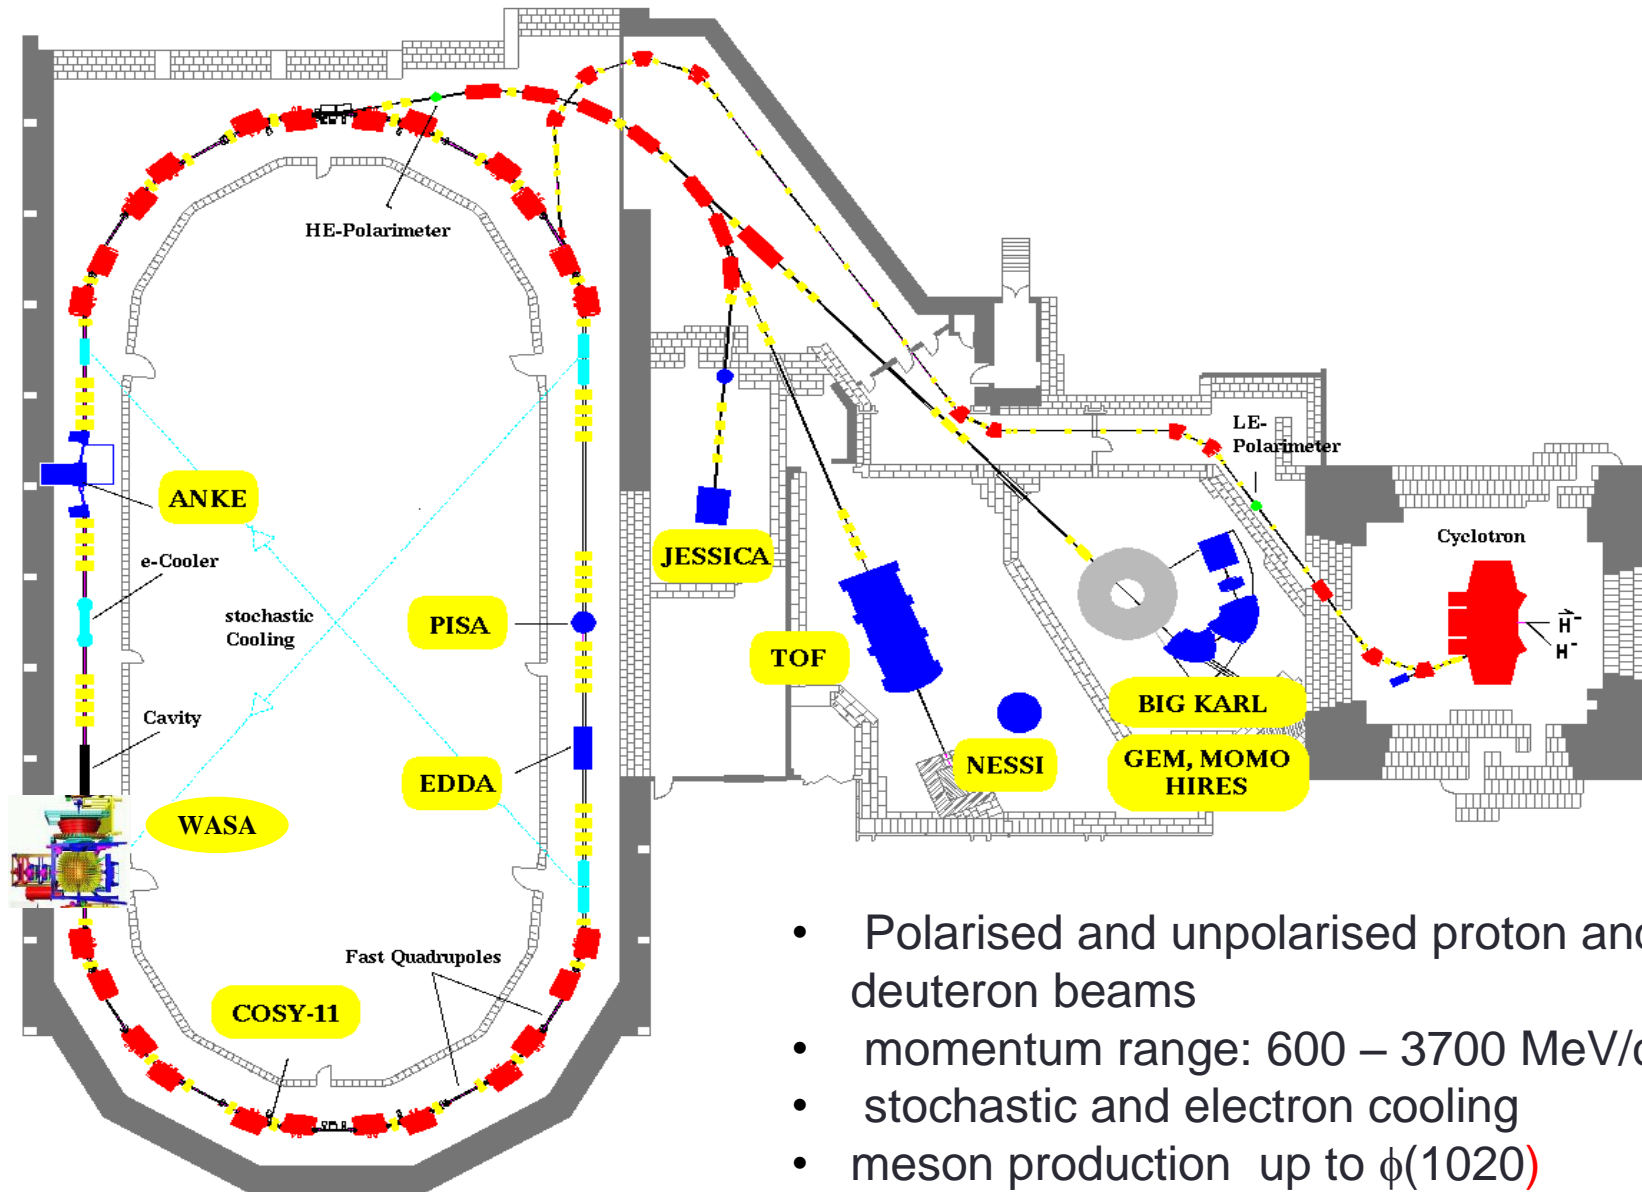 HE-Polarimeter
LE-
Polarimeter
Cyclotron
H⁻
H⁻
ANKE
e-Cooler
stochastic
Cooling
PISA
JESSICA
TOF
BIG KARL
GEM, MOMO
HIRES
NESSI
Cavity
EDDA
WASA
Fast Quadrupoles
COSY-11
• Polarised and unpolarised proton and
deuteron beams
• momentum range: 600 – 3700 MeV/c
• stochastic and electron cooling
• meson production up to ϕ(1020)